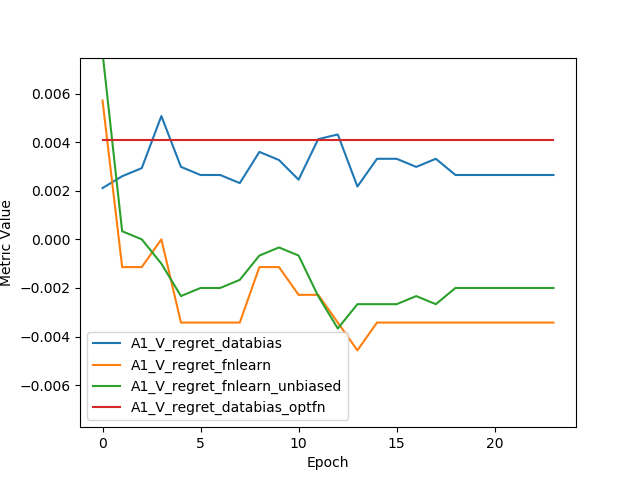 0.006
0.004
0.002
0.000
−0.002
−0.004
−0.006
Metric Value
A1_V_regret_databias
A1_V_regret_fnlearn
A1_V_regret_fnlearn_unbiased
A1_V_regret_databias_optfn
0 5 10 15 20
Epoch